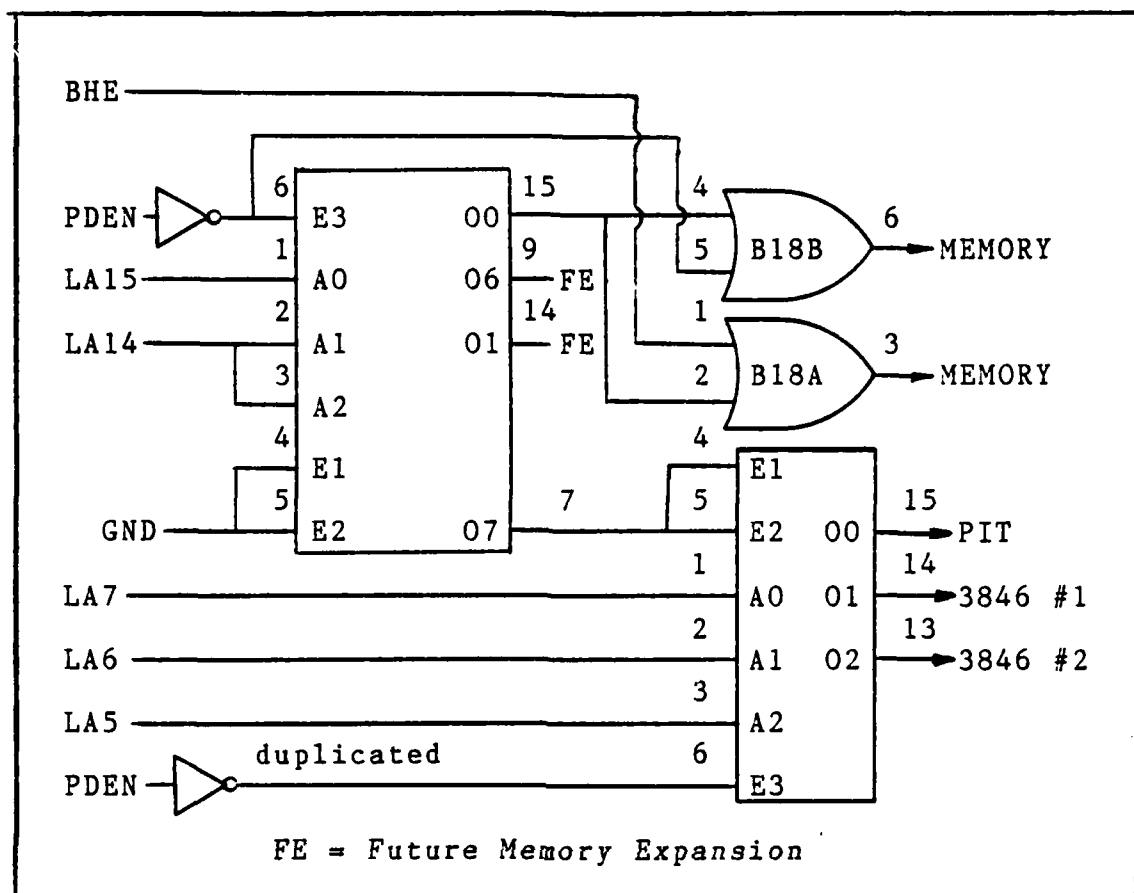 BHE
6 15 4
PDEN E3 O0 6
1 9 5 B18B MEMORY
LA15 A0 O6 FE
2 14 1
LA14 A1 O1 FE 3
3 2 B18A MEMORY
A2
4 4
E1 E1
5 7 5 15
GND E2 O7 E2 O0 PIT
1 14
LA7 A0 O1 3846 #1
2 13
LA6 A1 O2 3846 #2
3
LA5 A2
duplicated 6
PDEN E3
FE = Future Memory Expansion